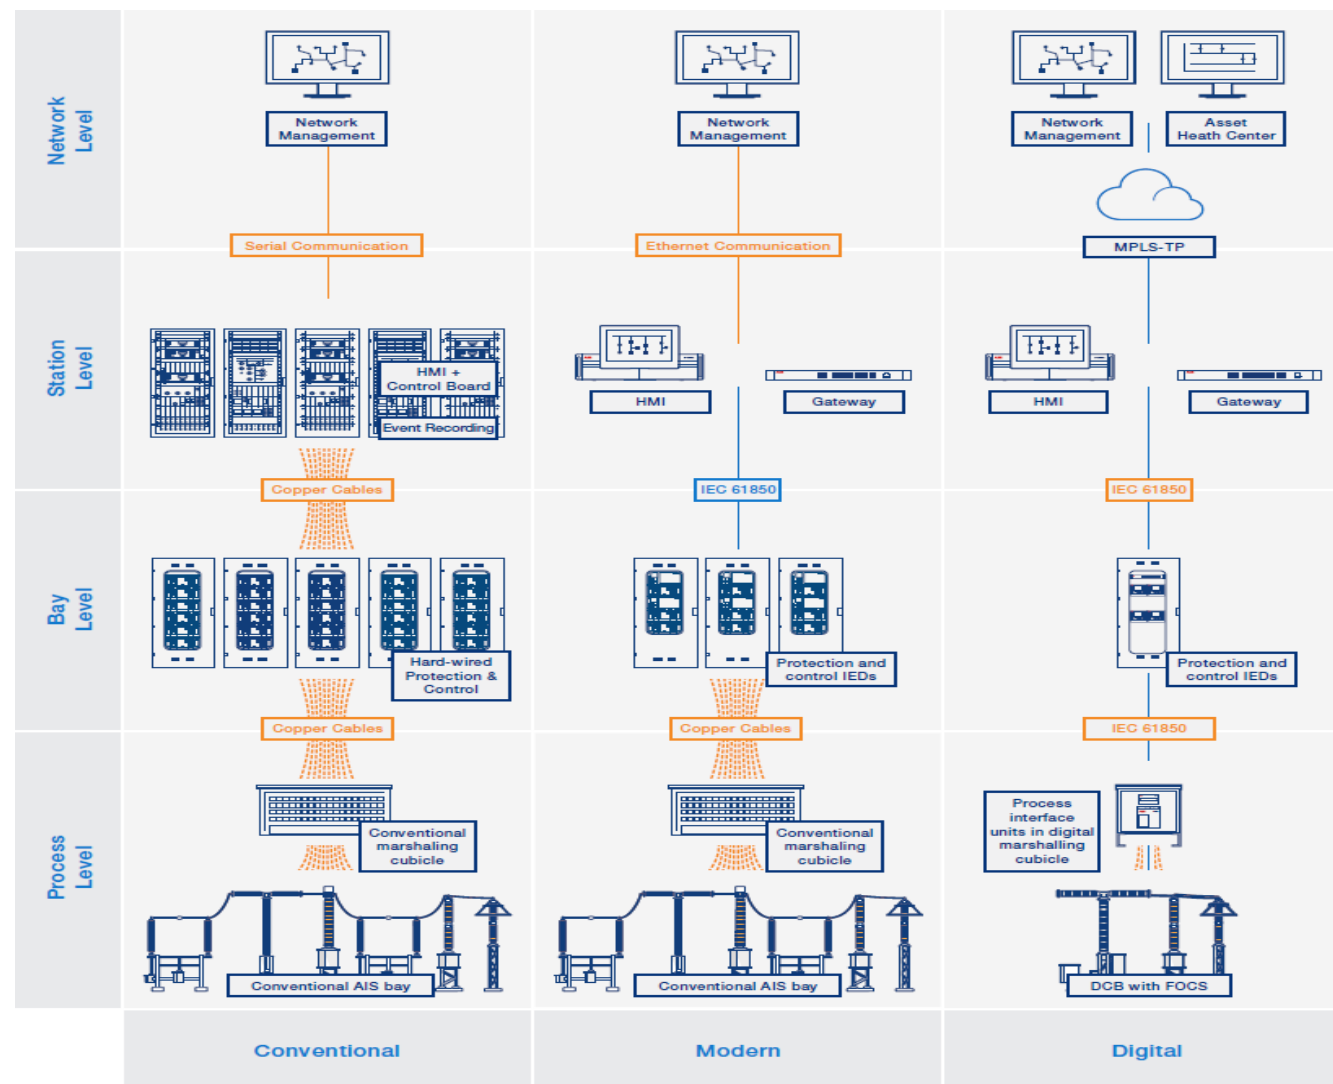 Network
Level
Network
Management
Network
Management
Network
Management
Asset
Heath Center
Serial Communication
Ethernet Communication
MPLS-TP
Station
Level
HMI +
Control Board
Event Recording
HMI
Gateway
HMI
Gateway
Copper Cables
IEC 61850
IEC 61850
Bay
Level
Hard-wired
Protection &
Control
Protection and
control IEDs
Protection and
control IEDs
Copper Cables
Copper Cables
IEC 61850
Process
Level
Conventional
marshaling
cubicle
Conventional
marshaling
cubicle
Process
interface
units in digital
marshalling
cubicle
Conventional AIS bay
Conventional AIS bay
DCB with FOCS
Conventional
Modern
Digital